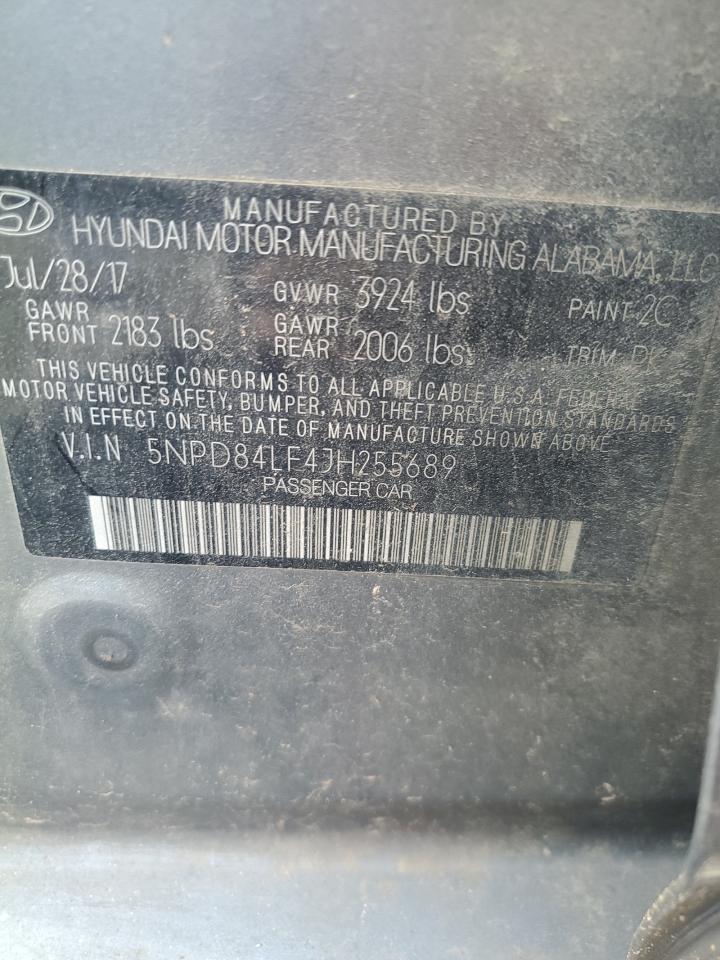 MANUFACTURED BY
HYUNDAI MOTOR MANUFACTURING ALABAMA, LLC
Jul/28/17 GVWR 3924 lbs PAINT 2C
GAWR FRONT 2183 lbs GAWR REAR 2006 lbs TRIM
THIS VEHICLE CONFORMS TO ALL APPLICABLE U.S.A. FEDERAL
MOTOR VEHICLE SAFETY, BUMPER, AND THEFT PREVENTION STANDARDS
IN EFFECT ON THE DATE OF MANUFACTURE SHOWN ABOVE
V.I.N 5NPD84LF4JH255689
PASSENGER CAR